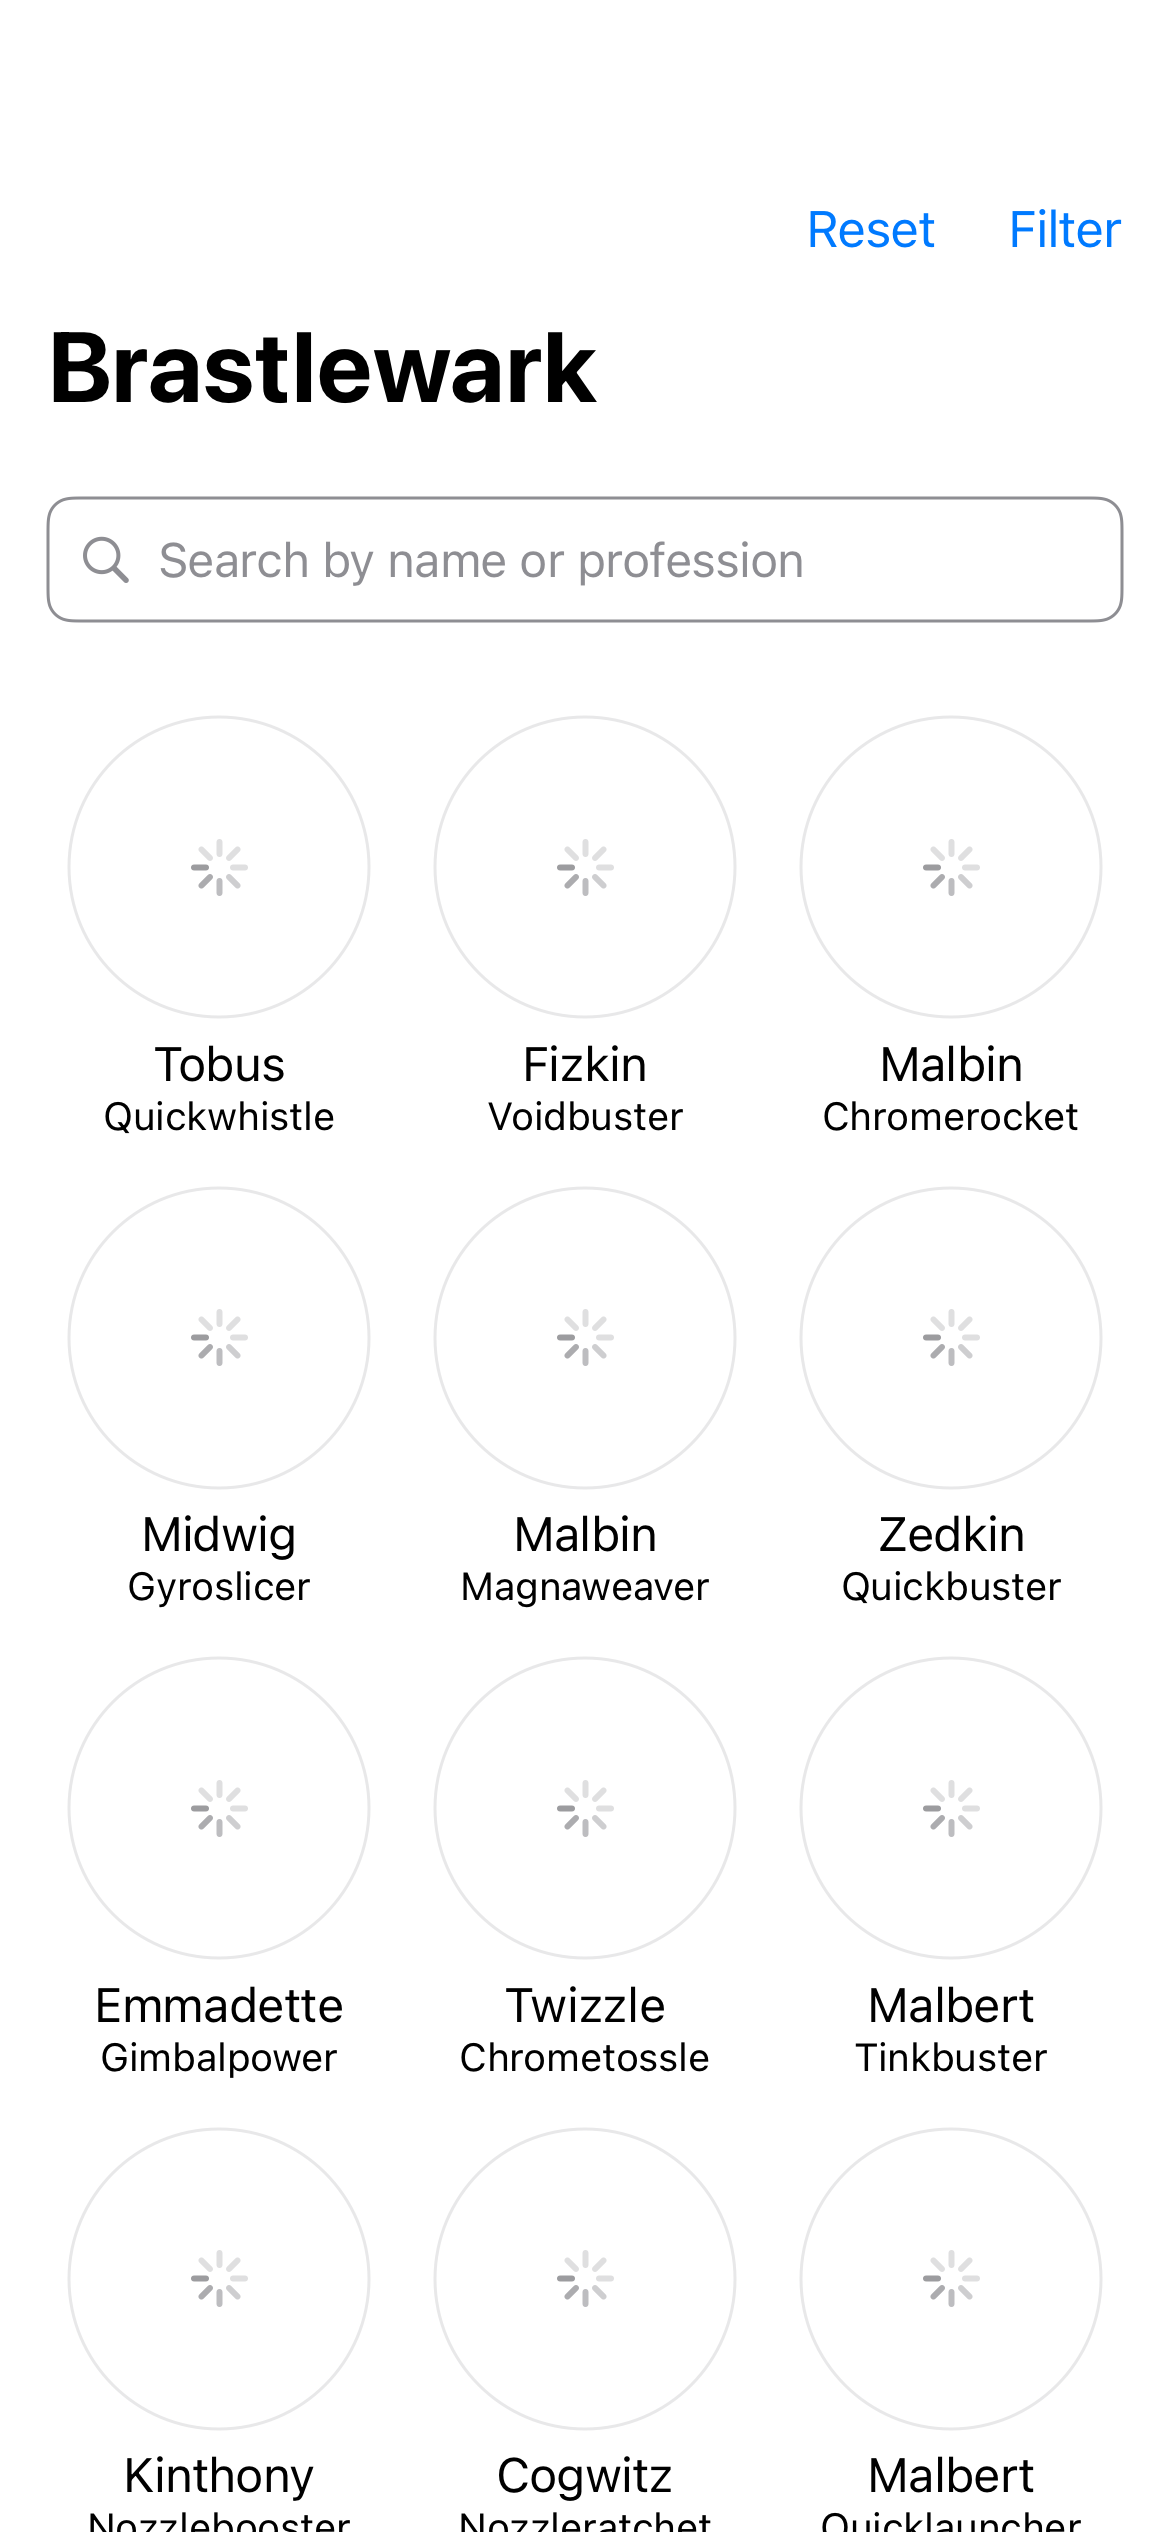 Reset Filter
Brastlewark
Search by name or profession
Tobus Fizkin Malbin
Quickwhistle Voidbuster Chromerocket
Midwig Malbin Zedkin
Gyroslicer Magnaweaver Quickbuster
Emmadette Twizzle Malbert
Gimbalpower Chrometossle Tinkbuster
Kinthony Cogwitz Malbert
Nozzlebooster Nozzleratchet Quicklauncher